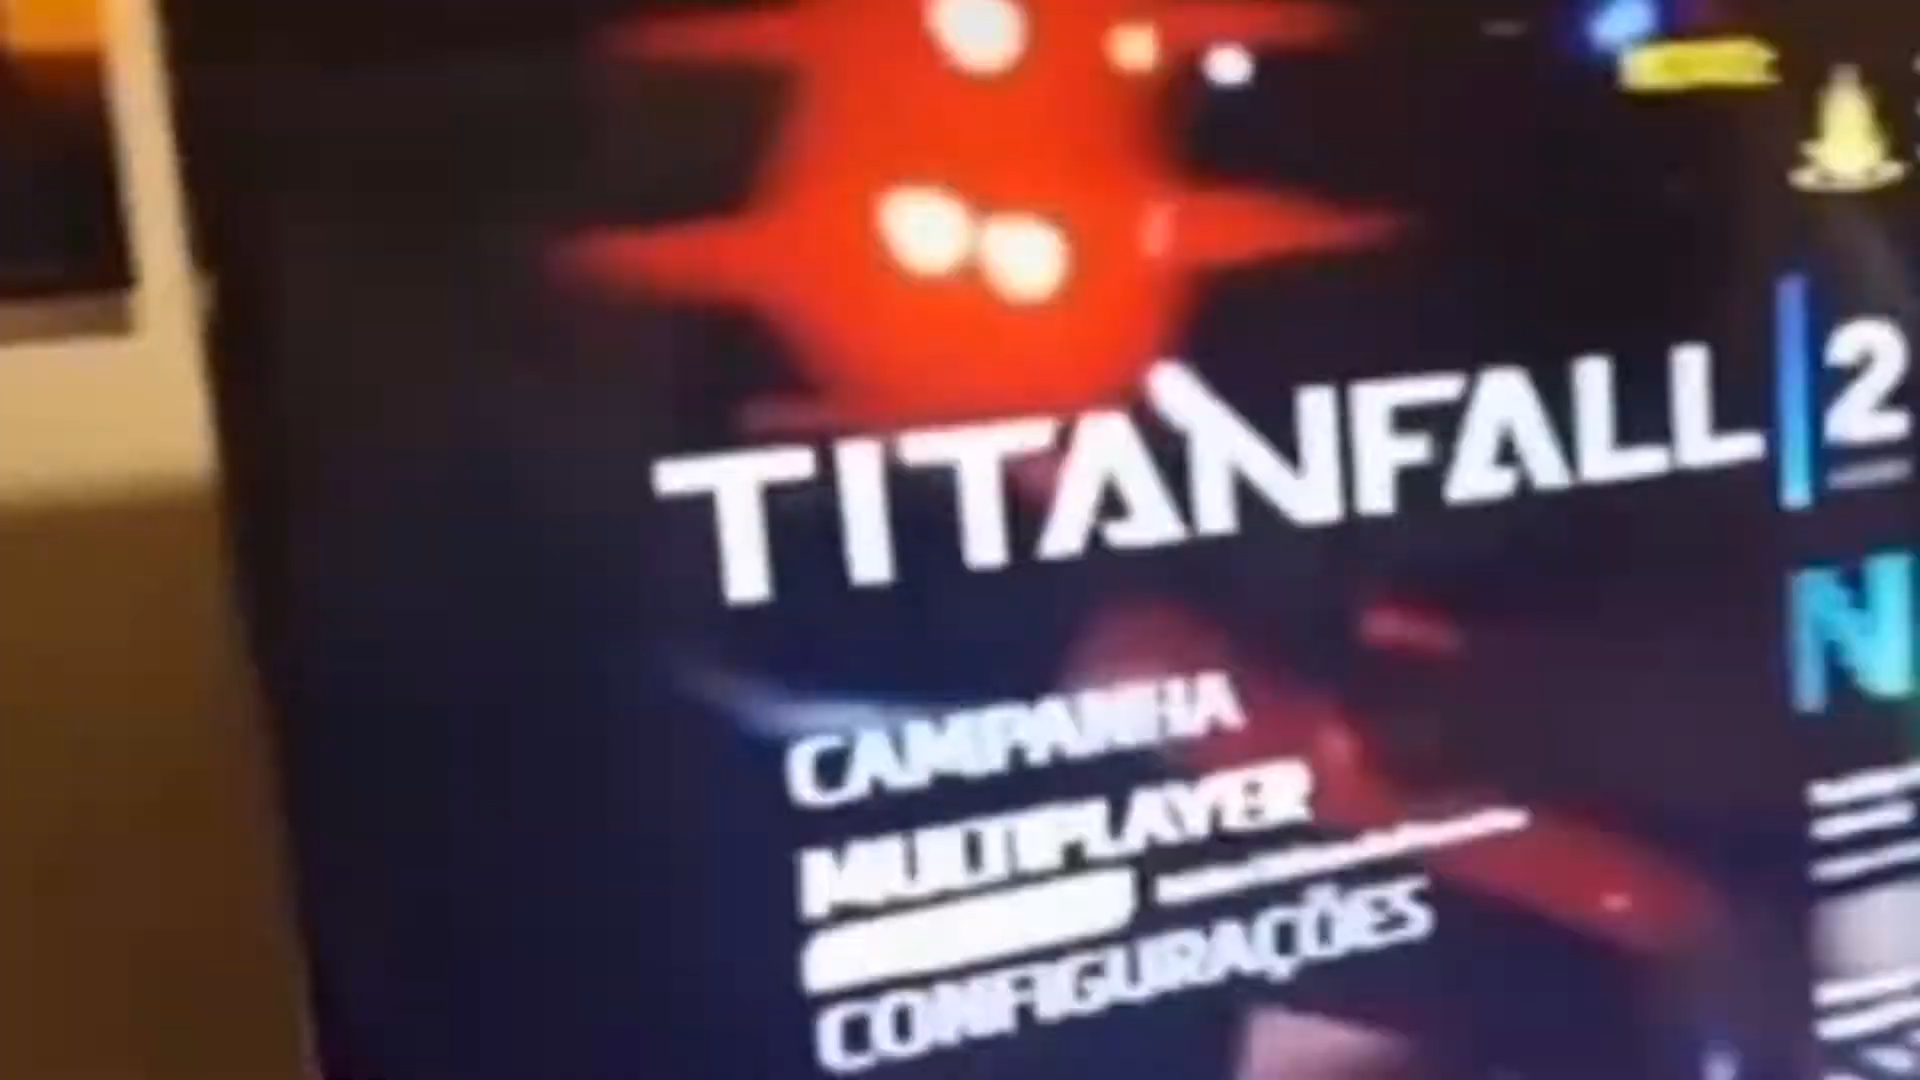 TITANFALL 2
N
CAMPANHA
MULTIPLAYER
CONFIGURAÇÕES